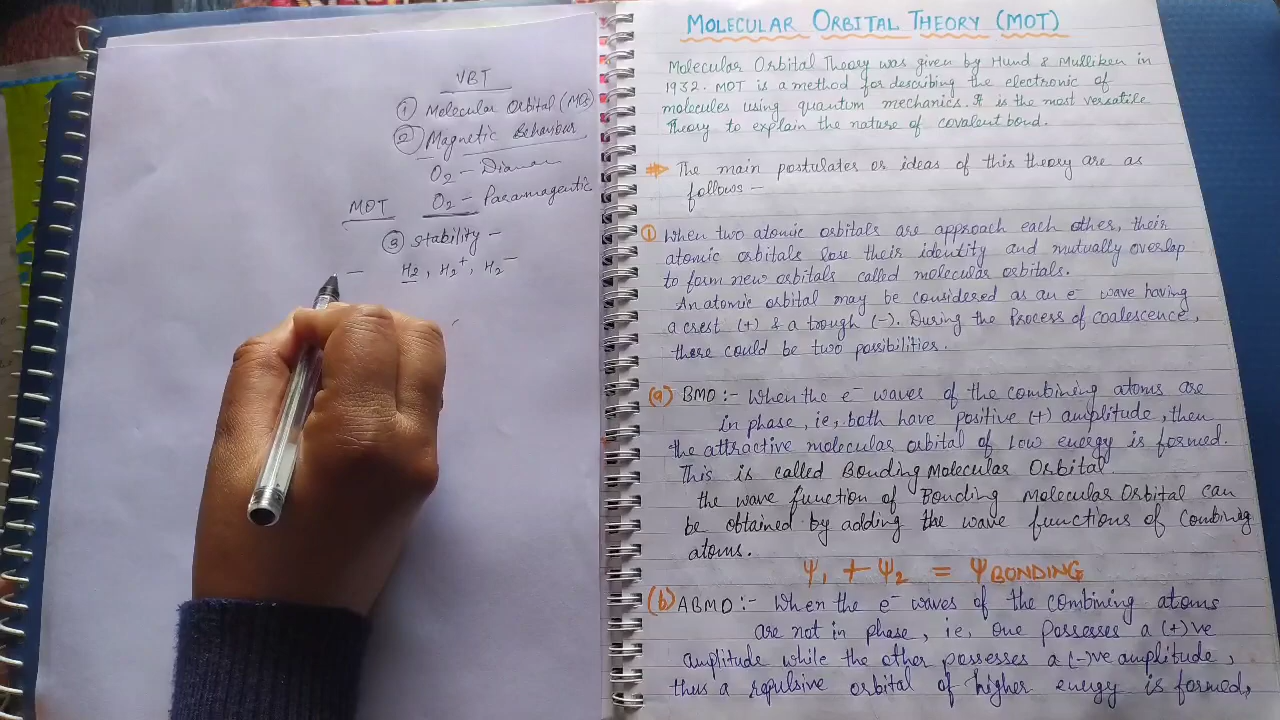 VBT
① Molecular Orbital (MO)
② Magnetic Behaviour
O₂ - Diama
O₂ - Paramagentic
MOT
③ Stability -
- H₂, H₂⁺, H₂⁻
MOLECULAR ORBITAL THEORY (MOT)
Molecular Orbital Theory was given by Hund & Mulliken in
1932. MOT is a method for describing the electronic of
molecules using quantum mechanics. It is the most versatile
Theory to explain the nature of covalent bond.
The main postulates or ideas of this theory are as
follows -
① When two atomic orbitals are approach each other, their
atomic orbitals lose their identity and mutually overlap
to form new orbitals called molecular orbitals.
An atomic orbital may be considered as an e⁻ wave having
a crest (+) & a trough (-). During the process of coalescence,
there could be two possibilities.
(a) BMO :- When the e⁻ waves of the combining atoms are
in phase, ie, both have positive (+) amplitude, then
the attractive molecular orbital of low energy is formed.
This is called Bonding Molecular Orbital
the wave function of Bonding Molecular Orbital can
be obtained by adding the wave functions of combining
atoms.
Ψ₁ + Ψ₂ = Ψ BONDING
(b) ABMO :- When the e⁻ waves of the combining atoms
are not in phase, ie. one possesses a (+)ve
amplitude while the other possesses -ve amplitude,
then a repulsive orbital of higher energy is formed,